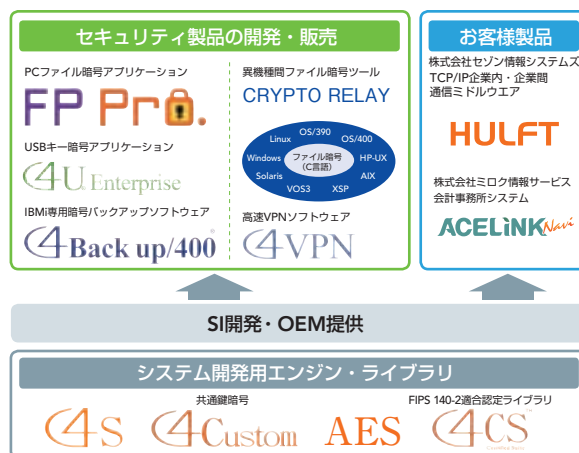 セキュリティ製品の開発・販売
PCファイル暗号アプリケーション
FP Pro.
USBキー暗号アプリケーション
C4U Enterprise
IBMi専用暗号バックアップソフトウェア
C4 Back up/400®
異機種間ファイル暗号ツール
CRYPTO RELAY
OS/390
Linux
OS/400
Windows
ファイル暗号
(C言語)
HP-UX
Solaris
AIX
VOS3
XSP
高速VPNソフトウェア
C4VPN
お客様製品
株式会社セゾン情報システムズ
TCP/IP企業内・企業間
通信ミドルウエア
HULFT
株式会社ミロク情報サービス
会計事務所システム
ACELiNK Navi
SI開発・OEM提供
システム開発用エンジン・ライブラリ
共通鍵暗号
FIPS 140-2適合認定ライブラリ
C4S
C4Custom
AES
C4CS™